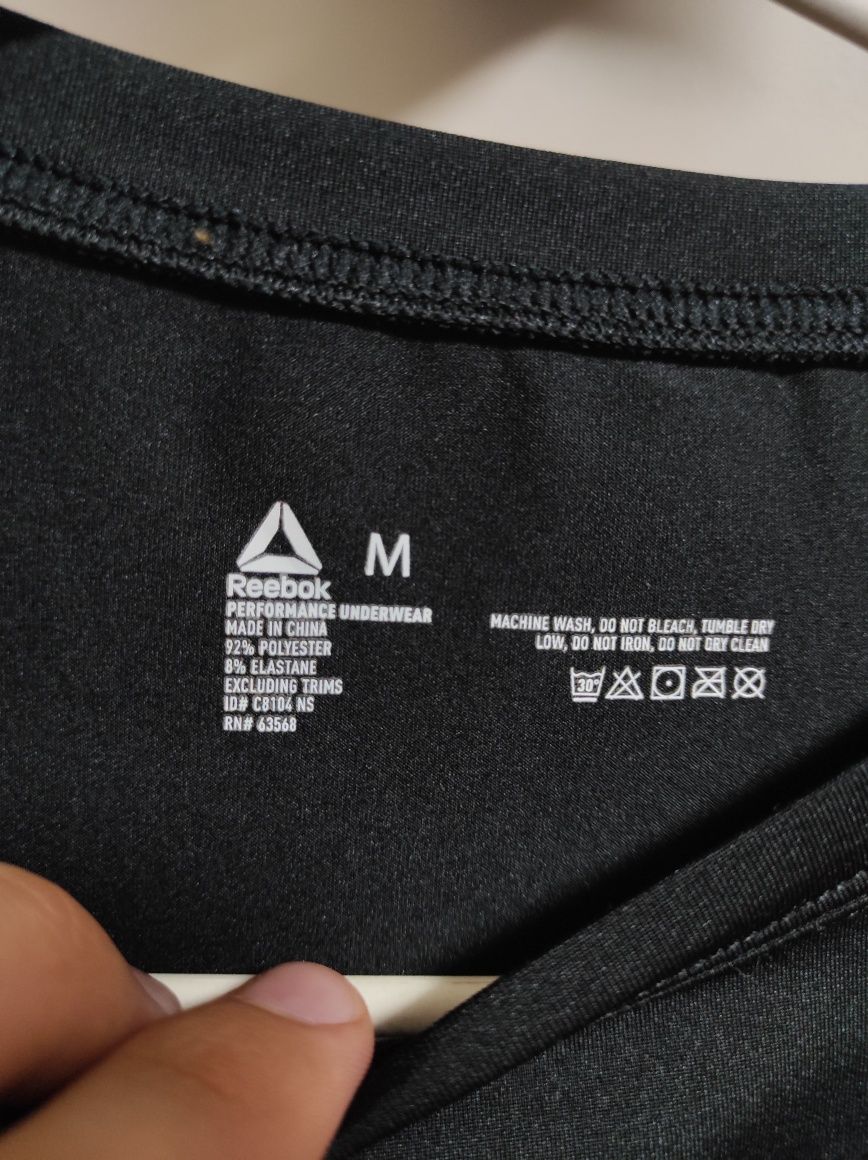 M
Reebok
PERFORMANCE UNDERWEAR
MADE IN CHINA
92% POLYESTER
8% ELASTANE
EXCLUDING TRIMS
ID# C8104 NS
RN# 63568
MACHINE WASH, DO NOT BLEACH, TUMBLE DRY
LOW, DO NOT IRON, DO NOT DRY CLEAN
30°